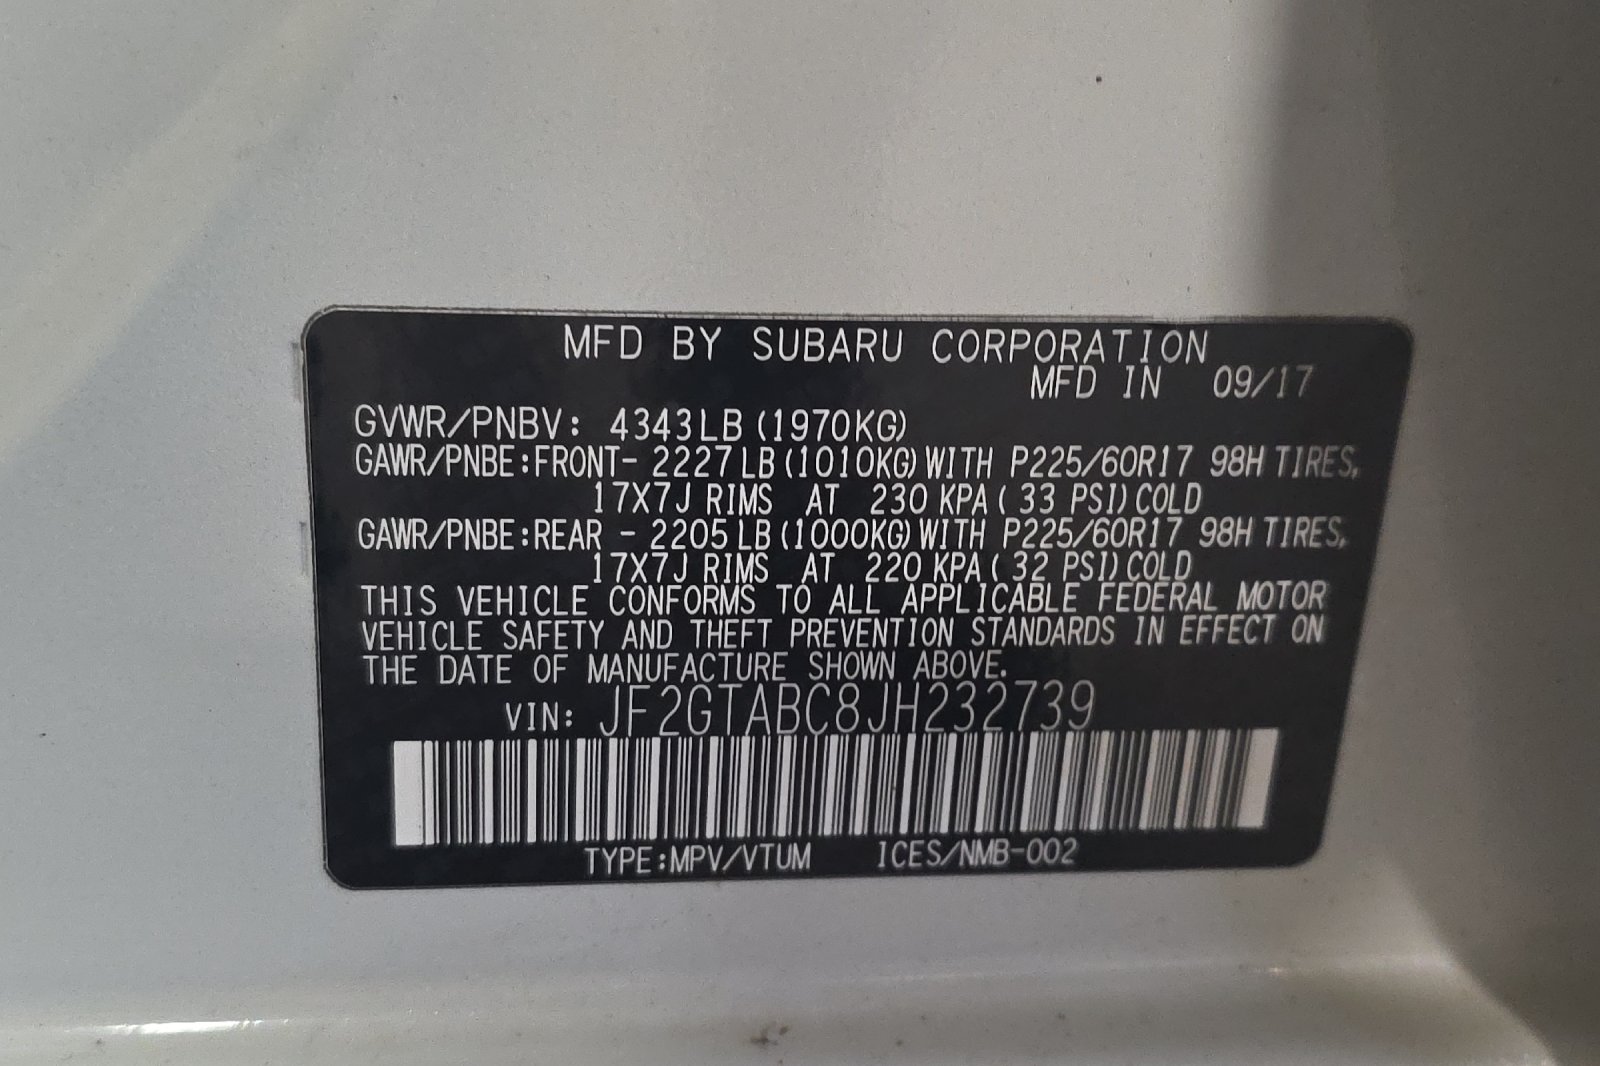 MFD BY SUBARU CORPORATION
MFD IN 09/17
GVWR/PNBV: 4343LB (1970KG)
GAWR/PNBE:FRONT- 2227LB (1010KG) WITH P225/60R17 98H TIRES,
17X7J RIMS AT 230 KPA ( 33 PSI) COLD
GAWR/PNBE:REAR - 2205LB (1000KG) WITH P225/60R17 98H TIRES,
17X7J RIMS AT 220 KPA ( 32 PSI) COLD
THIS VEHICLE CONFORMS TO ALL APPLICABLE FEDERAL MOTOR
VEHICLE SAFETY AND THEFT PREVENTION STANDARDS IN EFFECT ON
THE DATE OF MANUFACTURE SHOWN ABOVE.
VIN: JF2GTABC8JH232739
TYPE:MPV/VTUM ICES/NMB-002